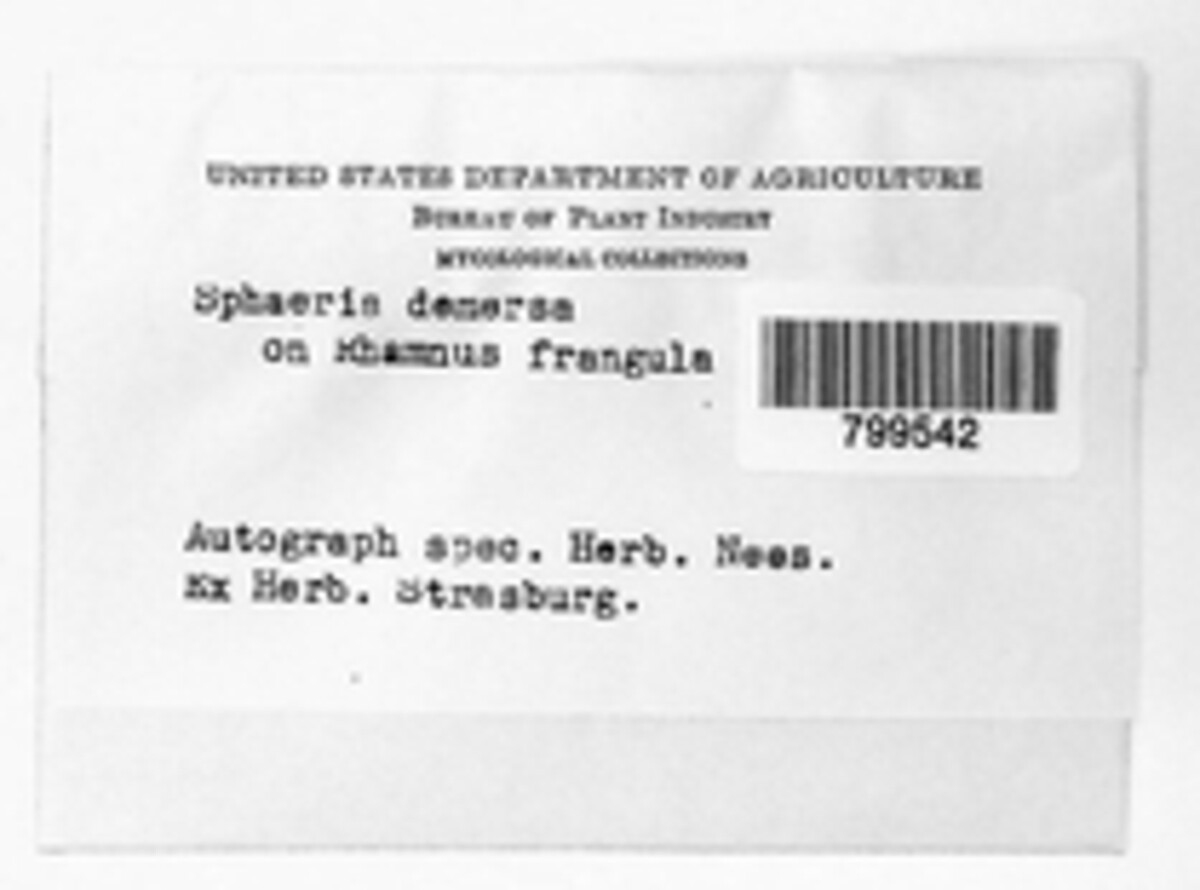 UNITED STATES DEPARTMENT OF AGRICULTURE
BUREAU OF PLANT INDUSTRY
MYCOLOGICAL COLLECTIONS
Sphaeria demersa
on Rhamnus frangula
799542
Autograph spec. Herb. Nees.
Ex Herb. Strasburg.